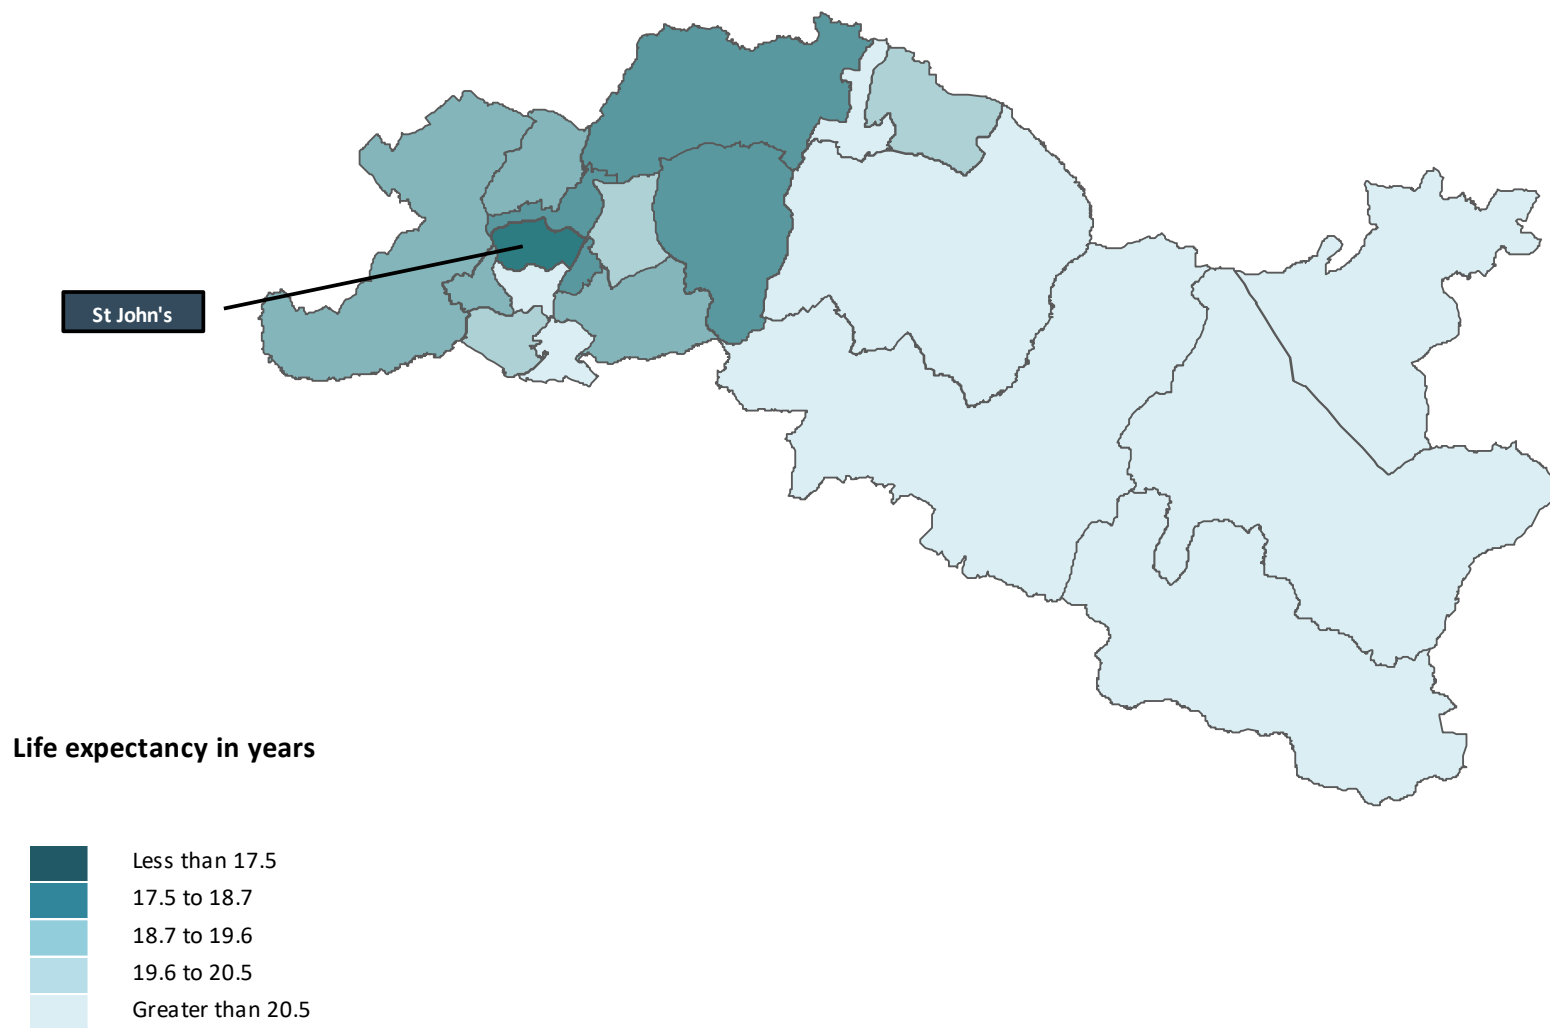 St John's
Life expectancy in years
Less than 17.5
17.5 to 18.7
18.7 to 19.6
19.6 to 20.5
Greater than 20.5